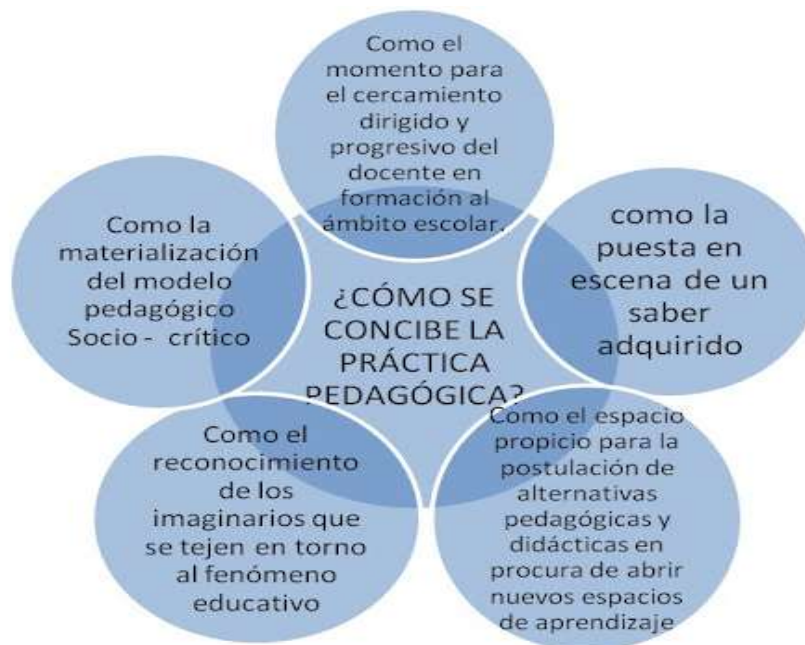 Como el
momento para
el cercamiento
dirigido y
progresivo del
docente en
formación al
ámbito escolar.
como la
puesta en
escena de un
saber
adquirido
Como el espacio
propicio para la
postulación de
alternativas
pedagógicas y
didácticas en
procura de abrir
nuevos espacios
de aprendizaje
Como el
reconocimiento
de los
imaginarios que
se tejen en torno
al fenómeno
educativo
Como la
materialización
del modelo
pedagógico
Socio - crítico
¿CÓMO SE
CONCIBE LA
PRÁCTICA
PEDAGÓGICA?